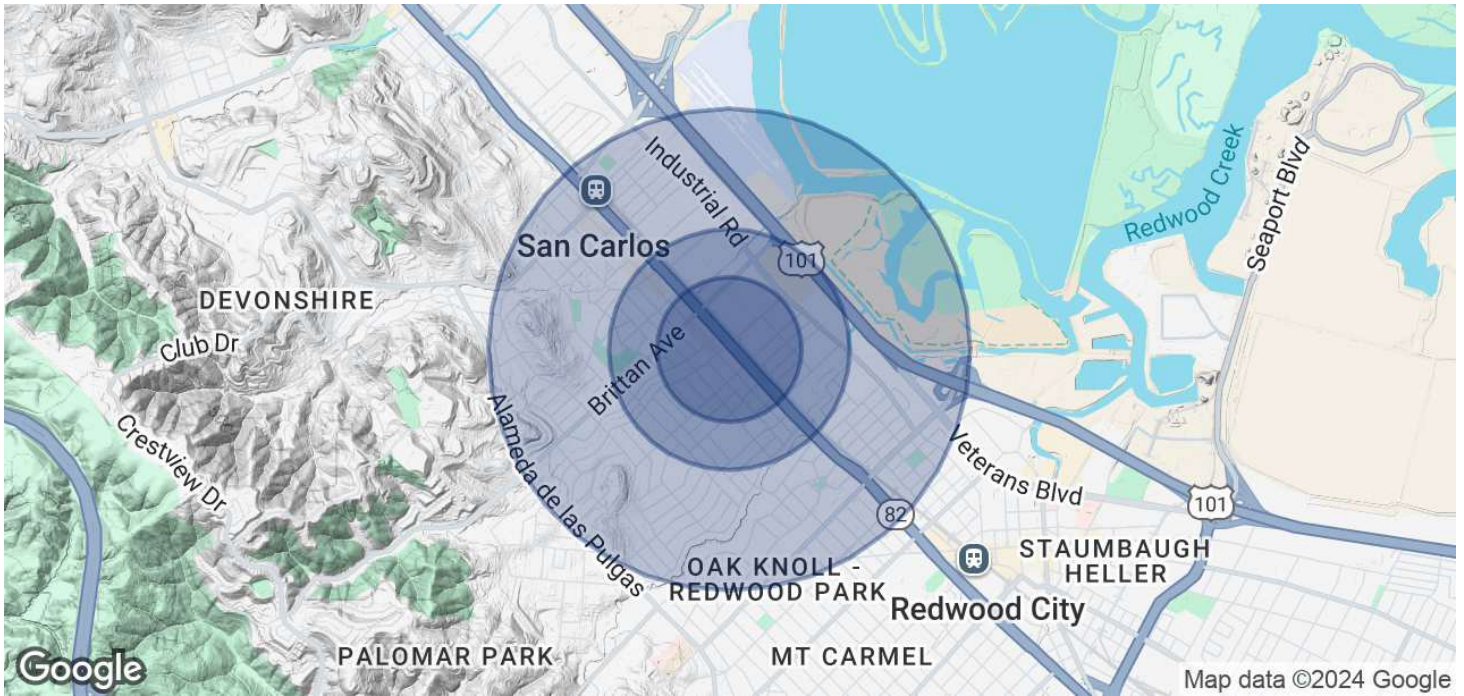 Industrial Rd
San Carlos
101
Redwood Creek
Seaport Blvd
DEVONSHIRE
Club Dr
Brittan Ave
Alameda de las Pulgas
Crestview Dr
Veterans Blvd
101
82
OAK KNOLL -
REDWOOD PARK
STAUMBAUGH
HELLER
Redwood City
PALOMAR PARK
MT CARMEL
Google
Map data ©2024 Google